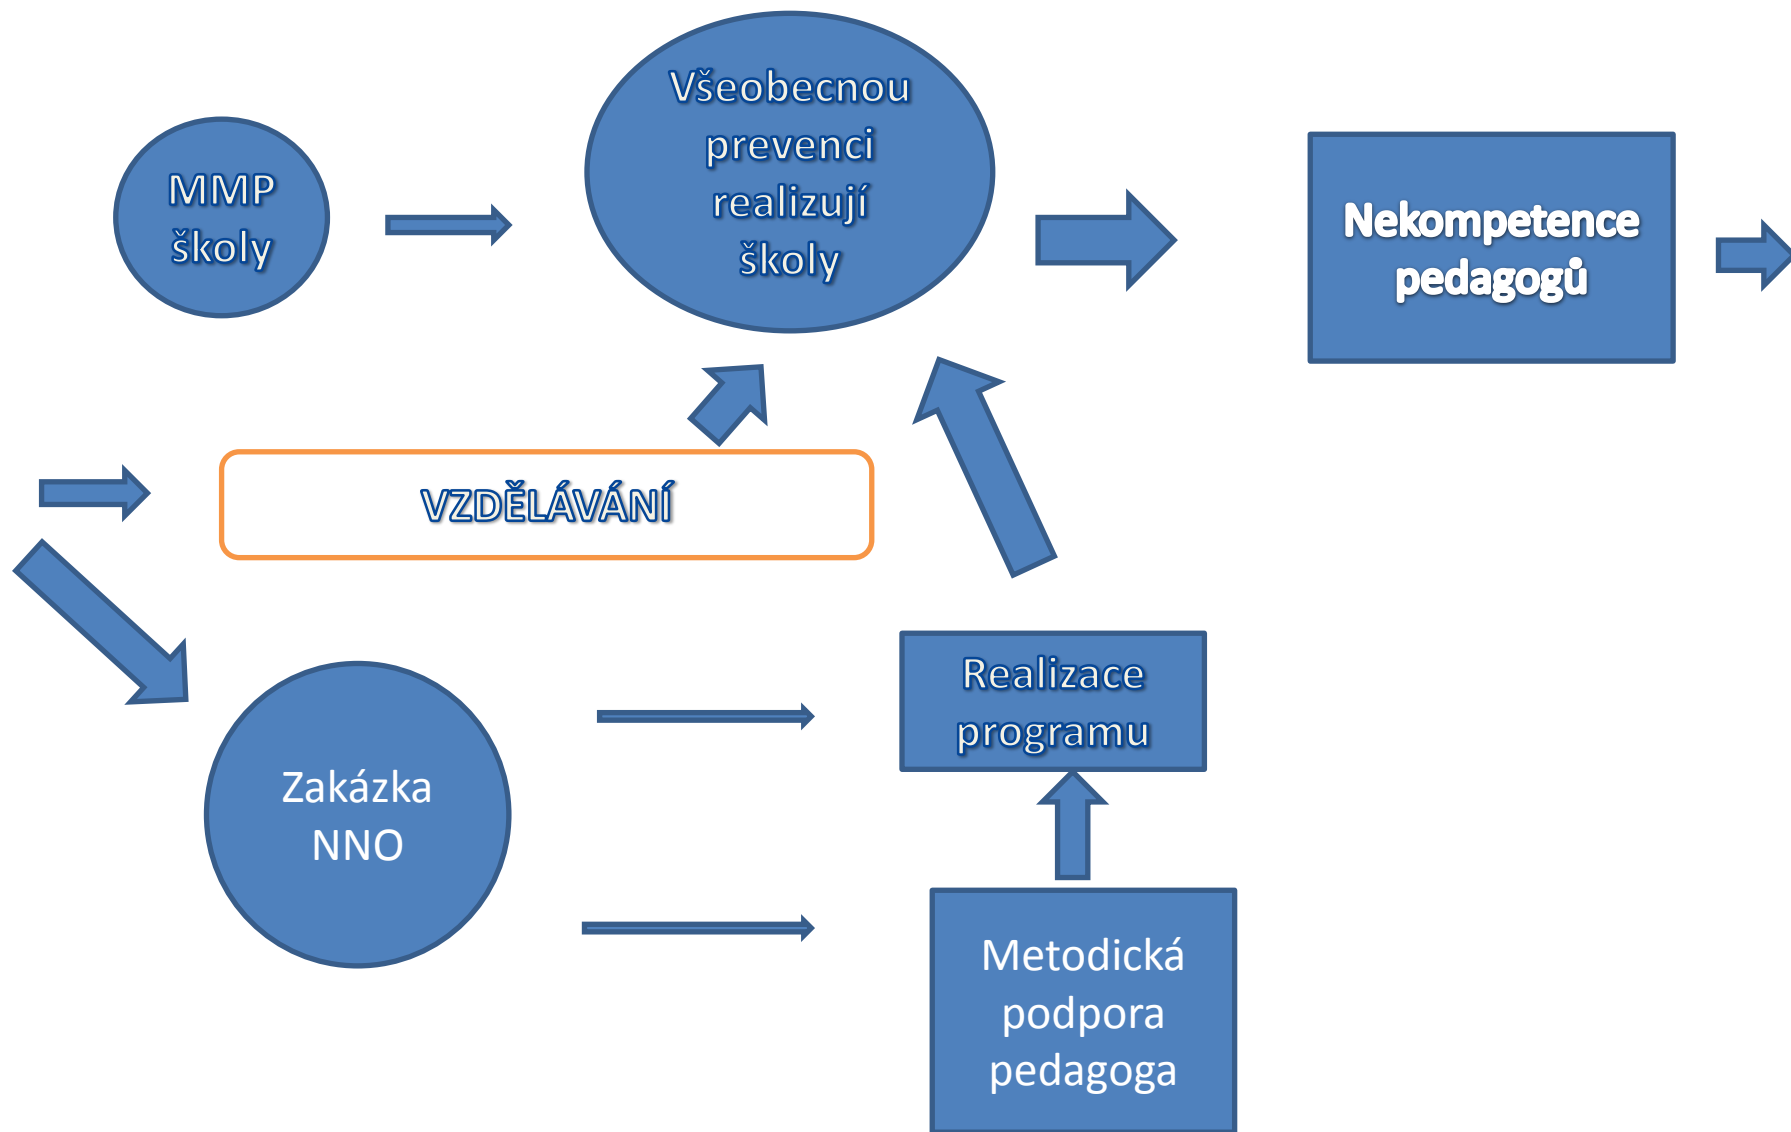 MMP
školy
Všeobecnou
prevenci
realizují
školy
Nekompetence
pedagogů
VZDĚLÁVÁNÍ
Zakázka
NNO
Realizace
programu
Metodická
podpora
pedagoga